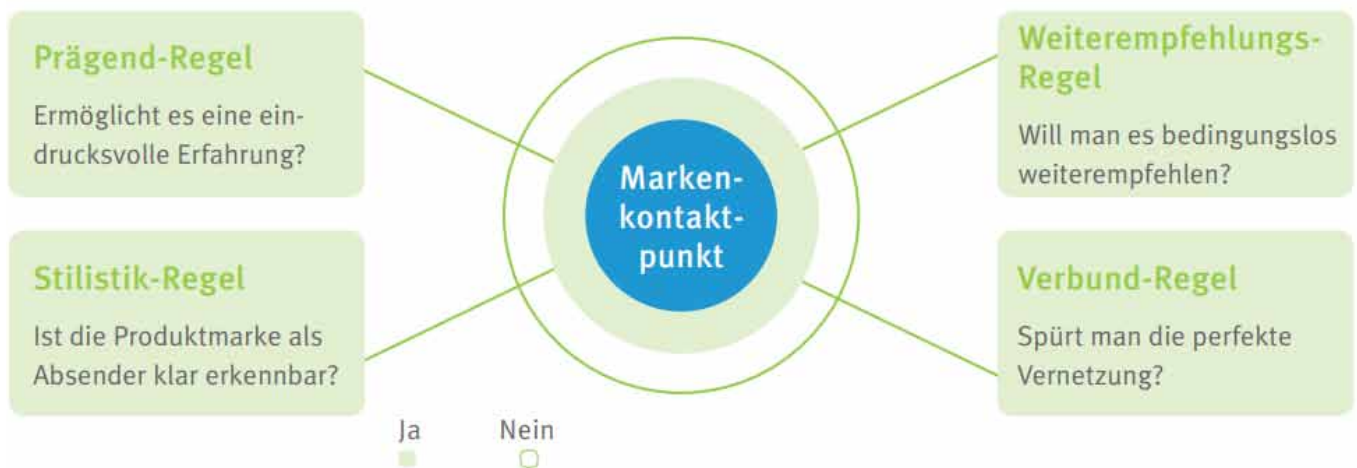 Prägend-Regel
Ermöglicht es eine ein-
drucksvolle Erfahrung?
Weiterempfehlungs-
Regel
Will man es bedingungslos
weiterempfehlen?
Marken-
kontakt-
punkt
Stilistik-Regel
Ist die Produktmarke als
Absender klar erkennbar?
Verbund-Regel
Spürt man die perfekte
Vernetzung?
Ja Nein